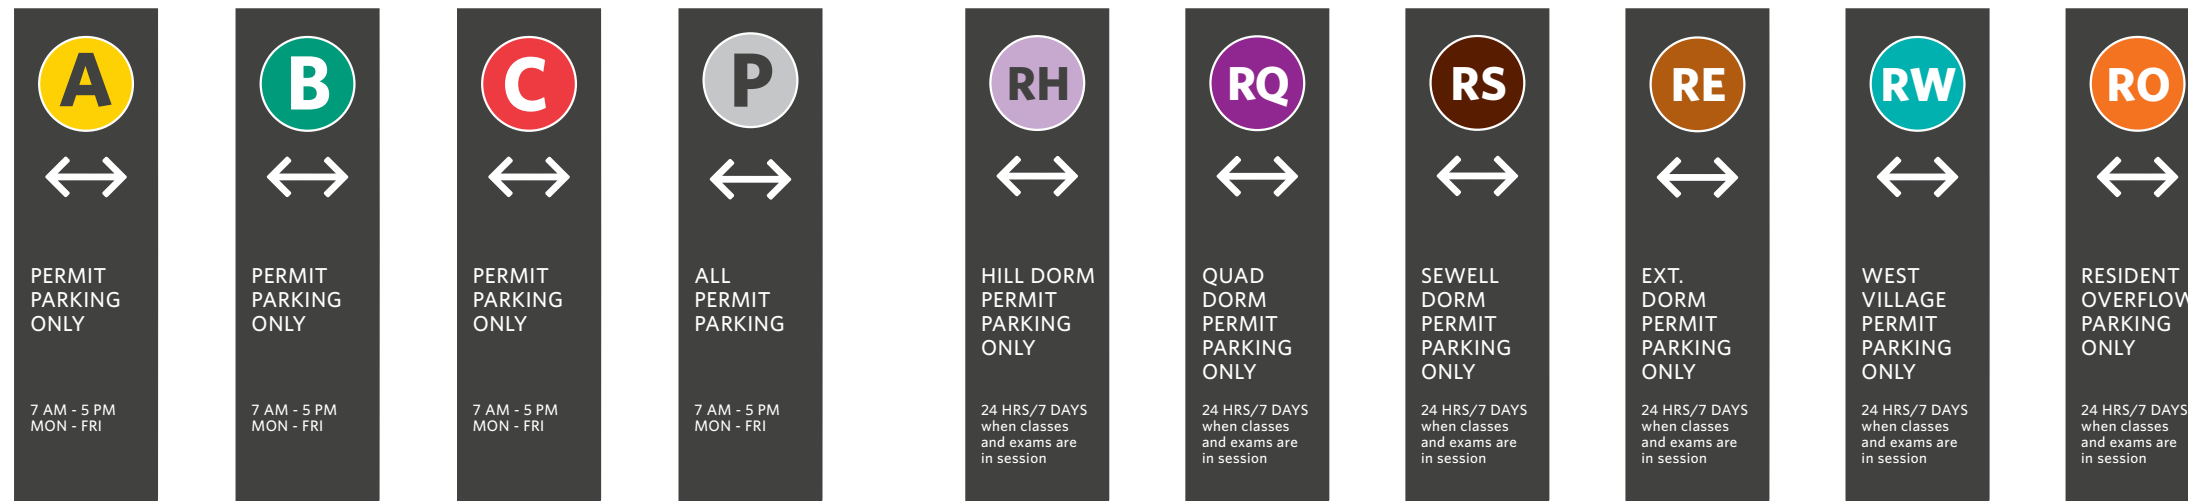 A
PERMIT
PARKING
ONLY
7 AM - 5 PM
MON - FRI
B
PERMIT
PARKING
ONLY
7 AM - 5 PM
MON - FRI
C
PERMIT
PARKING
ONLY
7 AM - 5 PM
MON - FRI
P
ALL
PERMIT
PARKING
7 AM - 5 PM
MON - FRI
RH
HILL DORM
PERMIT
PARKING
ONLY
24 HRS/7 DAYS
when classes
and exams are
in session
RQ
QUAD
DORM
PERMIT
PARKING
ONLY
24 HRS/7 DAYS
when classes
and exams are
in session
RS
SEWELL
DORM
PERMIT
PARKING
ONLY
24 HRS/7 DAYS
when classes
and exams are
in session
RE
EXT.
DORM
PERMIT
PARKING
ONLY
24 HRS/7 DAYS
when classes
and exams are
in session
RW
WEST
VILLAGE
PERMIT
PARKING
ONLY
24 HRS/7 DAYS
when classes
and exams are
in session
RO
RESIDENT
OVERFLOW
PARKING
ONLY
24 HRS/7 DAYS
when classes
and exams are
in session